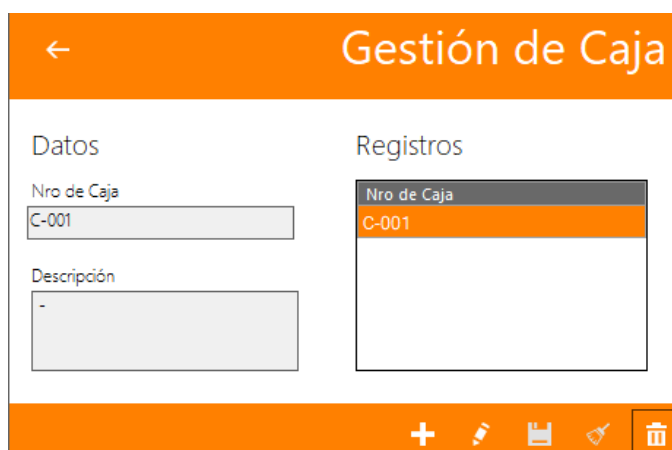 Gestión de Caja
Datos
Nro de Caja
C-001
Descripción
-
Registros
Nro de Caja
C-001